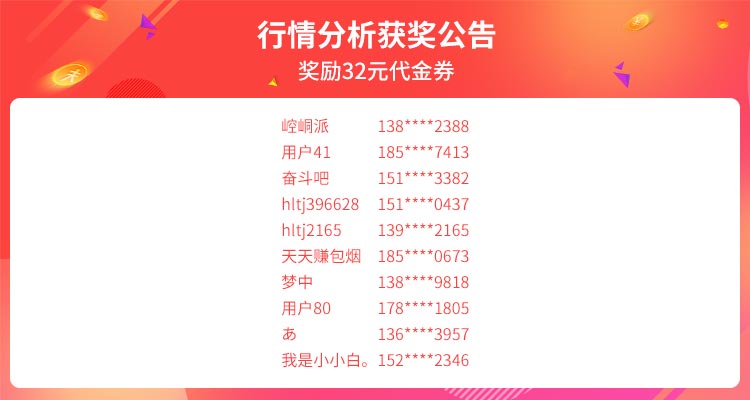 行情分析获奖公告
奖励32元代金券
崆峒派 138****2388
用户41 185****7413
奋斗吧 151****3382
hltj396628 151****0437
hltj2165 139****2165
天天赚包烟 185****0673
梦中 138****9818
用户80 178****1805
あ 136****3957
我是小小白。 152****2346